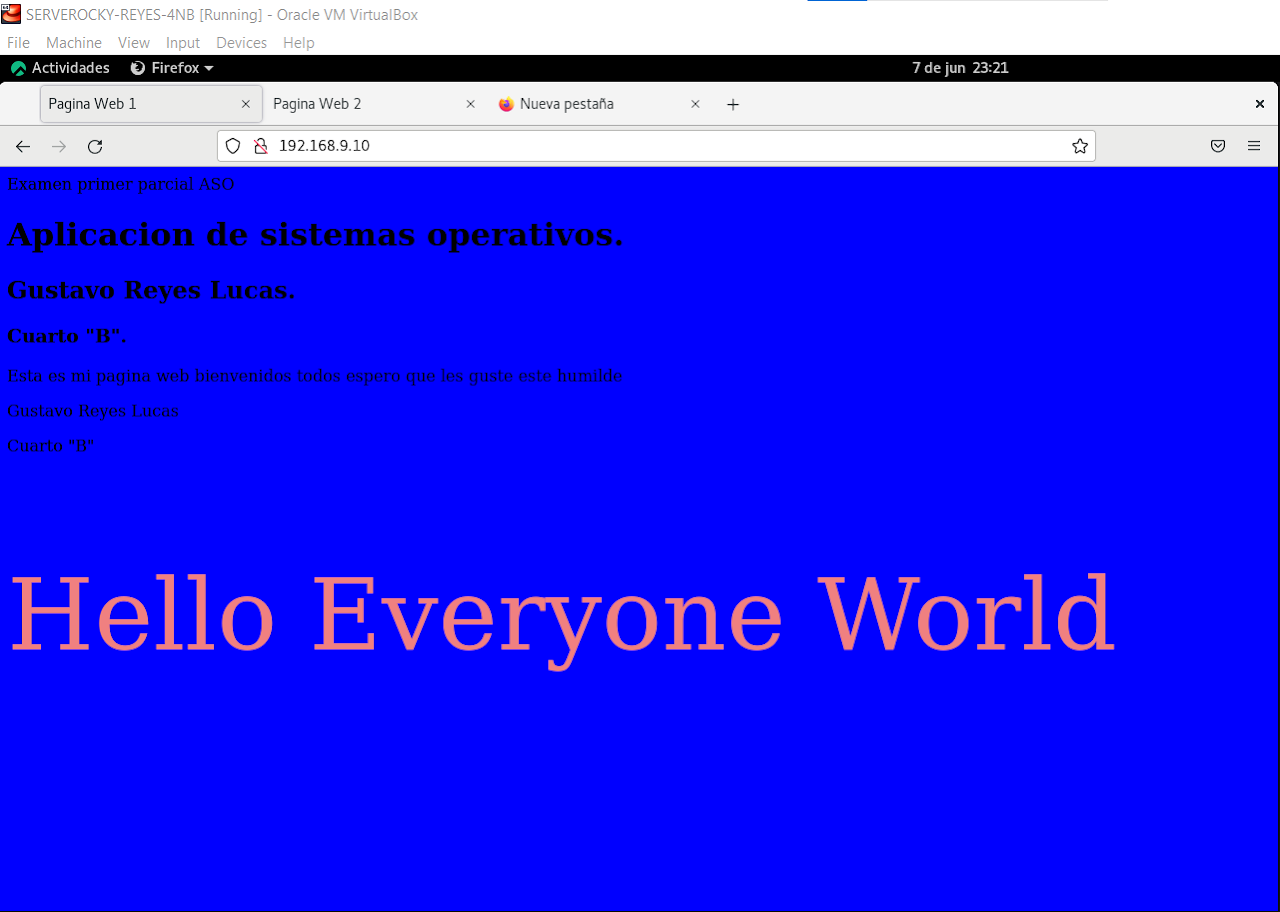 SERVEROCKY-REYES-4NB [Running] - Oracle VM VirtualBox
File Machine View Input Devices Help
Actividades Firefox 7 de jun 23:21
Pagina Web 1 Pagina Web 2 Nueva pestaña
192.168.9.10
Examen primer parcial ASO
Aplicacion de sistemas operativos.
Gustavo Reyes Lucas.
Cuarto "B".
Esta es mi pagina web bienvenidos todos espero que les guste este humilde
Gustavo Reyes Lucas
Cuarto "B"
Hello Everyone World